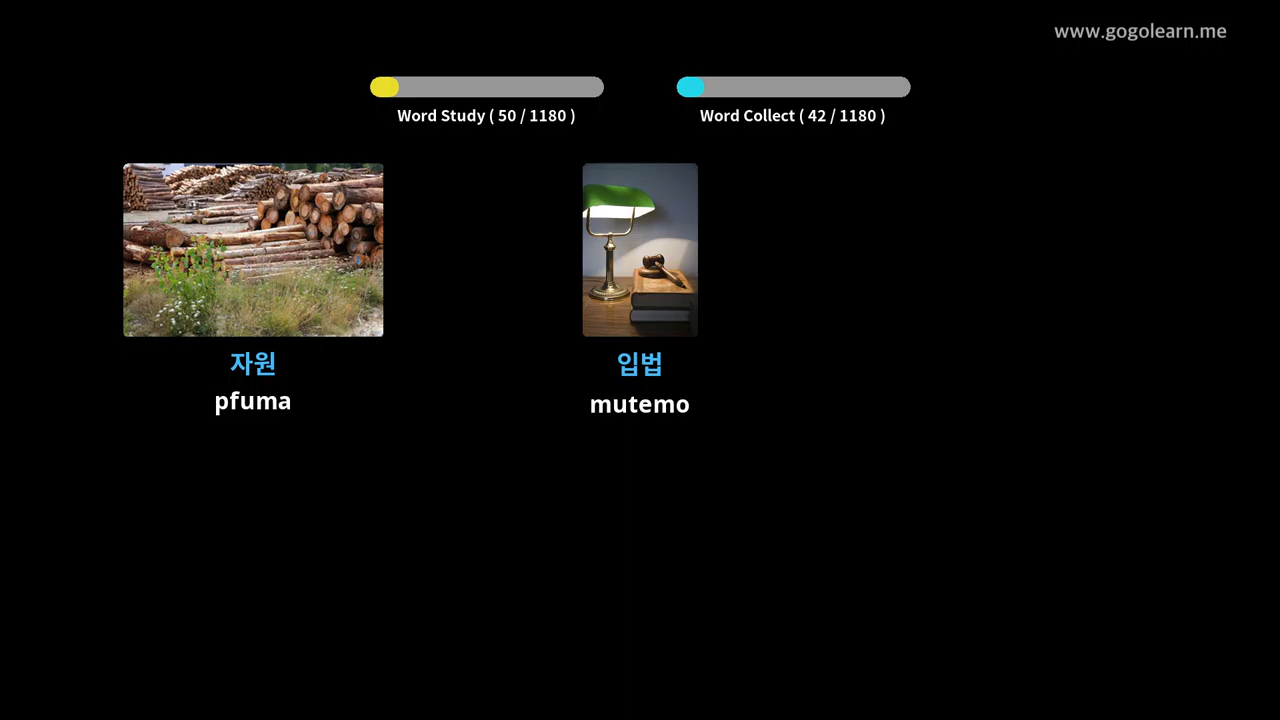 www.gogolearn.me
Word Study ( 50 / 1180 )
Word Collect ( 42 / 1180 )
자원
pfuma
입법
mutemo